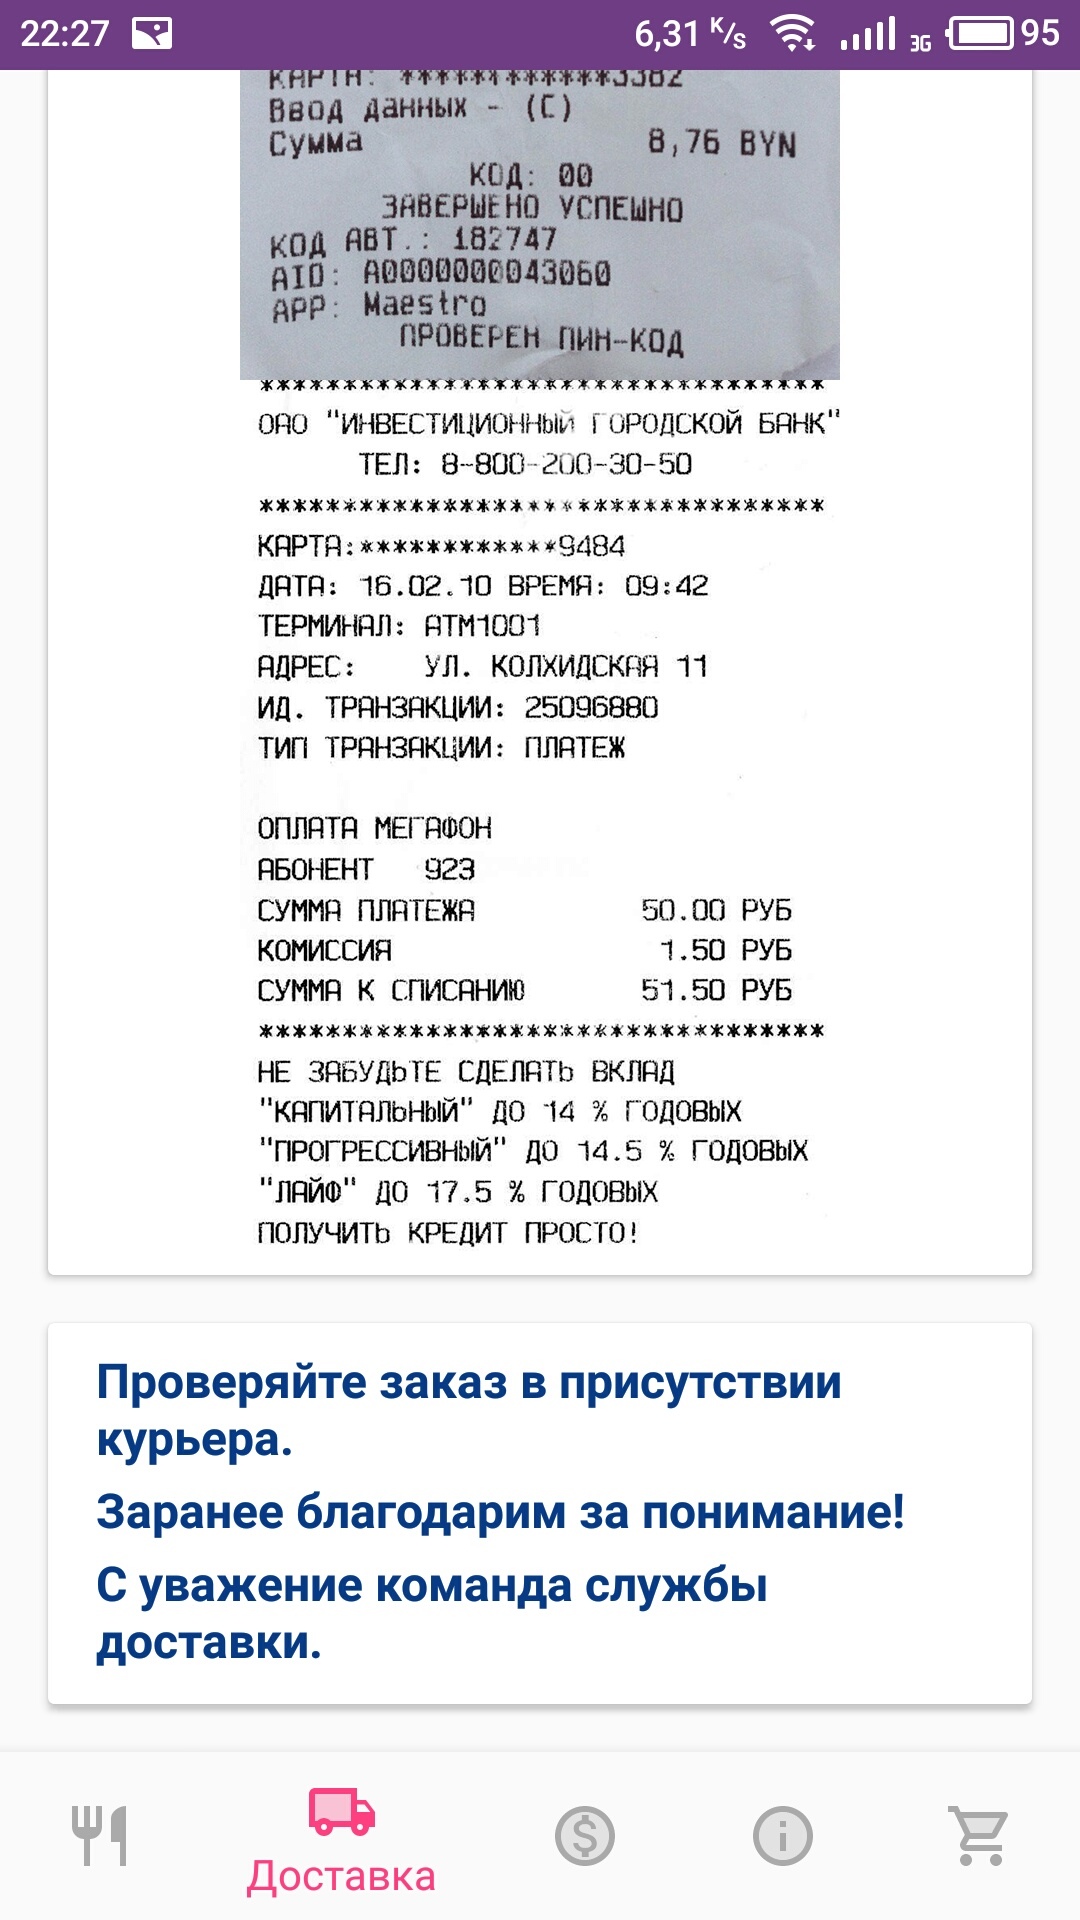 22:27
6,31 K/s 3G 95
КАРТА: ************3382
Ввод данных - (C)
Сумма 8,76 BYN
КОД: 00
ЗАВЕРШЕНО УСПЕШНО
КОД АВТ.: 182747
AID: A0000000043060
APP: Maestro
ПРОВЕРЕН ПИН-КОД
**********************************
ОАО "ИНВЕСТИЦИОННЫЙ ГОРОДСКОЙ БАНК"
ТЕЛ: 8-800-200-30-50
**********************************
КАРТА:************9484
ДАТА: 16.02.10 ВРЕМЯ: 09:42
ТЕРМИНАЛ: ATM1001
АДРЕС: УЛ. КОЛХИДСКАЯ 11
ИД. ТРАНЗАКЦИИ: 25096880
ТИП ТРАНЗАКЦИИ: ПЛАТЕЖ
ОПЛАТА МЕГАФОН
АБОНЕНТ 923
СУММА ПЛАТЕЖА 50.00 РУБ
КОМИССИЯ 1.50 РУБ
СУММА К СПИСАНИЮ 51.50 РУБ
**********************************
НЕ ЗАБУДЬТЕ СДЕЛАТЬ ВКЛАД
"КАПИТАЛЬНЫЙ" ДО 14 % ГОДОВЫХ
"ПРОГРЕССИВНЫЙ" ДО 14.5 % ГОДОВЫХ
"ЛАЙФ" ДО 17.5 % ГОДОВЫХ
ПОЛУЧИТЬ КРЕДИТ ПРОСТО!
Проверяйте заказ в присутствии
курьера.
Заранее благодарим за понимание!
С уважение команда службы
доставки.
Доставка